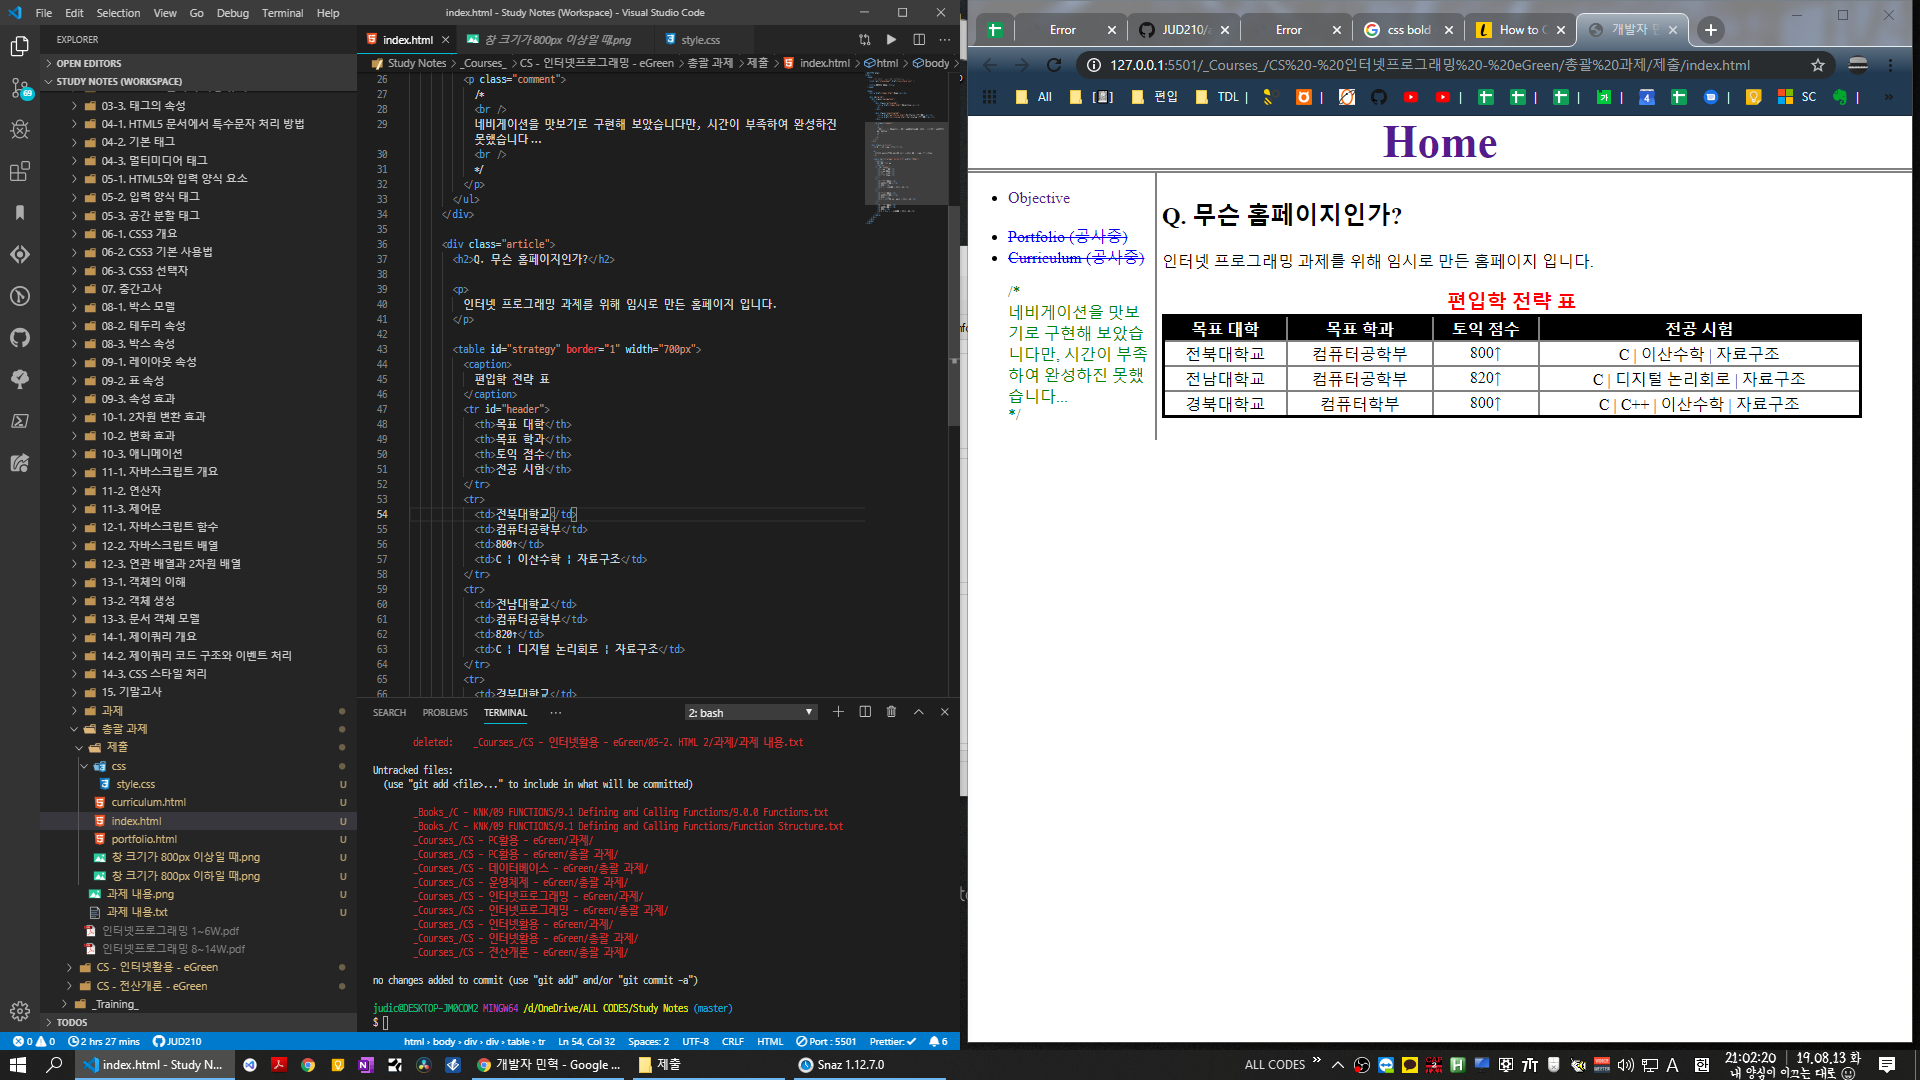 File Edit Selection View Go Debug Terminal Help
index.html - Study Notes (Workspace) - Visual Studio Code
EXPLORER
OPEN EDITORS
STUDY NOTES (WORKSPACE)
03-3. 태그의 속성
04-1. HTML5 문서에서 특수문자 처리 방법
04-2. 기본 태그
04-3. 멀티미디어 태그
05-1. HTML5와 입력 양식 요소
05-2. 입력 양식 태그
05-3. 공간 분할 태그
06-1. CSS3 개요
06-2. CSS3 기본 사용법
06-3. CSS3 선택자
07. 중간고사
08-1. 박스 모델
08-2. 테두리 속성
08-3. 박스 속성
09-1. 레이아웃 속성
09-2. 표 속성
09-3. 속성 효과
10-1. 2차원 변환 효과
10-2. 변화 효과
10-3. 애니메이션
11-1. 자바스크립트 개요
11-2. 연산자
11-3. 제어문
12-1. 자바스크립트 함수
12-2. 자바스크립트 배열
12-3. 연관 배열과 2차원 배열
13-1. 객체의 이해
13-2. 객체 생성
13-3. 문서 객체 모델
14-1. 제이쿼리 개요
14-2. 제이쿼리 코드 구조와 이벤트 처리
14-3. CSS 스타일 처리
15. 기말고사
과제
총괄 과제
제출
css
style.css U
curriculum.html U
index.html U
portfolio.html U
창 크기가 800px 이상일 때.png U
창 크기가 800px 이하일 때.png U
과제 내용.png U
과제 내용.txt U
인터넷프로그래밍 1~6W.pdf
인터넷프로그래밍 8~14W.pdf
CS - 인터넷활용 - eGreen
CS - 전산개론 - eGreen
_Training_
TODOS
69
index.html
창 크기가 800px 이상일 때.png
style.css
Study Notes > _Courses_ > CS - 인터넷프로그래밍 - eGreen > 총괄 과제 > 제출 > index.html > html > body >
26 <p class="comment">
27 /*
28 <br />
29 네비게이션을 맛보기로 구현해 보았습니다만, 시간이 부족하여 완성하진
못했습니다...
30 <br />
31 */
32 </p>
33 </ul>
34 </div>
35
36 <div class="article">
37 <h2>Q. 무슨 홈페이지인가?</h2>
38
39 <p>
40 인터넷 프로그래밍 과제를 위해 임시로 만든 홈페이지 입니다.
41 </p>
42
43 <table id="strategy" border="1" width="700px">
44 <caption>
45 편입학 전략 표
46 </caption>
47 <tr id="header">
48 <th>목표 대학</th>
49 <th>목표 학과</th>
50 <th>토익 점수</th>
51 <th>전공 시험</th>
52 </tr>
53 <tr>
54 <td>전북대학교</td>
55 <td>컴퓨터공학부</td>
56 <td>800↑</td>
57 <td>C | 이산수학 | 자료구조</td>
58 </tr>
59 <tr>
60 <td>전남대학교</td>
61 <td>컴퓨터공학부</td>
62 <td>820↑</td>
63 <td>C | 디지털 논리회로 | 자료구조</td>
64 </tr>
65 <tr>
66 <td>경북대학교</td>
SEARCH PROBLEMS TERMINAL ··· 2: bash
deleted: _Courses_/CS - 인터넷활용 - eGreen/05-2. HTML 2/과제/과제 내용.txt
Untracked files:
(use "git add <file>..." to include in what will be committed)
_Books_/C - KNK/09 FUNCTIONS/9.1 Defining and Calling Functions/9.0.0 Functions.txt
_Books_/C - KNK/09 FUNCTIONS/9.1 Defining and Calling Functions/Function Structure.txt
_Courses_/CS - PC활용 - eGreen/과제/
_Courses_/CS - PC활용 - eGreen/총괄 과제/
_Courses_/CS - 데이터베이스 - eGreen/총괄 과제/
_Courses_/CS - 운영체제 - eGreen/총괄 과제/
_Courses_/CS - 인터넷프로그래밍 - eGreen/과제/
_Courses_/CS - 인터넷프로그래밍 - eGreen/총괄 과제/
_Courses_/CS - 인터넷활용 - eGreen/과제/
_Courses_/CS - 인터넷활용 - eGreen/총괄 과제/
_Courses_/CS - 전산개론 - eGreen/총괄 과제/
no changes added to commit (use "git add" and/or "git commit -a")
judic@DESKTOP-JM0COM2 MINGW64 /d/OneDrive/ALL CODES/Study Notes (master)
$
0 0 2 hrs 27 mins JUD210
html > body > div > div > table > tr Ln 54, Col 32 Spaces: 2 UTF-8 CRLF HTML Port : 5501 Prettier: ✓ 6
Error
JUD210/
Error
css bold
How to C
개발자 민
127.0.0.1:5501/_Courses_/CS%20-%20인터넷프로그래밍%20-%20eGreen/총괄%20과제/제출/index.html
All
편입
TDL
SC
Home
Objective
Portfolio (공사중)
Curriculum (공사중)
/*
네비게이션을 맛보
기로 구현해 보았습
니다만, 시간이 부족
하여 완성하진 못했
습니다...
*/
Q. 무슨 홈페이지인가?
인터넷 프로그래밍 과제를 위해 임시로 만든 홈페이지 입니다.
편입학 전략 표
목표 대학 목표 학과 토익 점수 전공 시험
전북대학교 컴퓨터공학부 800↑ C | 이산수학 | 자료구조
전남대학교 컴퓨터공학부 820↑ C | 디지털 논리회로 | 자료구조
경북대학교 컴퓨터학부 800↑ C | C++ | 이산수학 | 자료구조
index.html - Study N...
개발자 민혁 - Google ...
제출
Snaz 1.12.7.0
ALL CODES
21:02:20
19.08.13 화
내 양심이 이끄는 대로